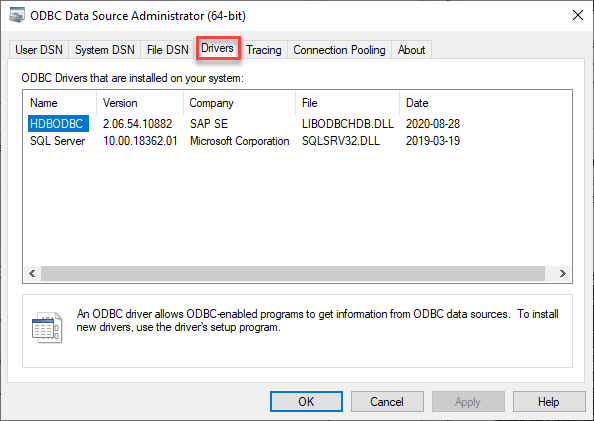 ODBC Data Source Administrator (64-bit)
User DSN System DSN File DSN Drivers Tracing Connection Pooling About
ODBC Drivers that are installed on your system:
Name Version Company File Date
HDBODBC 2.06.54.10882 SAP SE LIBODBCHDB.DLL 2020-08-28
SQL Server 10.00.18362.01 Microsoft Corporation SQLSRV32.DLL 2019-03-19
An ODBC driver allows ODBC-enabled programs to get information from ODBC data sources. To install
new drivers, use the driver's setup program.
OK Cancel Apply Help